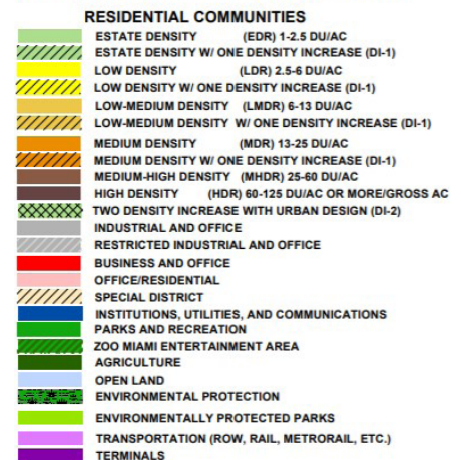 RESIDENTIAL COMMUNITIES
ESTATE DENSITY (EDR) 1-2.5 DU/AC
ESTATE DENSITY W/ ONE DENSITY INCREASE (DI-1)
LOW DENSITY (LDR) 2.5-6 DU/AC
LOW DENSITY W/ ONE DENSITY INCREASE (DI-1)
LOW-MEDIUM DENSITY (LMDR) 6-13 DU/AC
LOW-MEDIUM DENSITY W/ ONE DENSITY INCREASE (DI-1)
MEDIUM DENSITY (MDR) 13-25 DU/AC
MEDIUM DENSITY W/ ONE DENSITY INCREASE (DI-1)
MEDIUM-HIGH DENSITY (MHDR) 25-60 DU/AC
HIGH DENSITY (HDR) 60-125 DU/AC OR MORE/GROSS AC
TWO DENSITY INCREASE WITH URBAN DESIGN (DI-2)
INDUSTRIAL AND OFFICE
RESTRICTED INDUSTRIAL AND OFFICE
BUSINESS AND OFFICE
OFFICE/RESIDENTIAL
SPECIAL DISTRICT
INSTITUTIONS, UTILITIES, AND COMMUNICATIONS
PARKS AND RECREATION
ZOO MIAMI ENTERTAINMENT AREA
AGRICULTURE
OPEN LAND
ENVIRONMENTAL PROTECTION
ENVIRONMENTALLY PROTECTED PARKS
TRANSPORTATION (ROW, RAIL, METRORAIL, ETC.)
TERMINALS